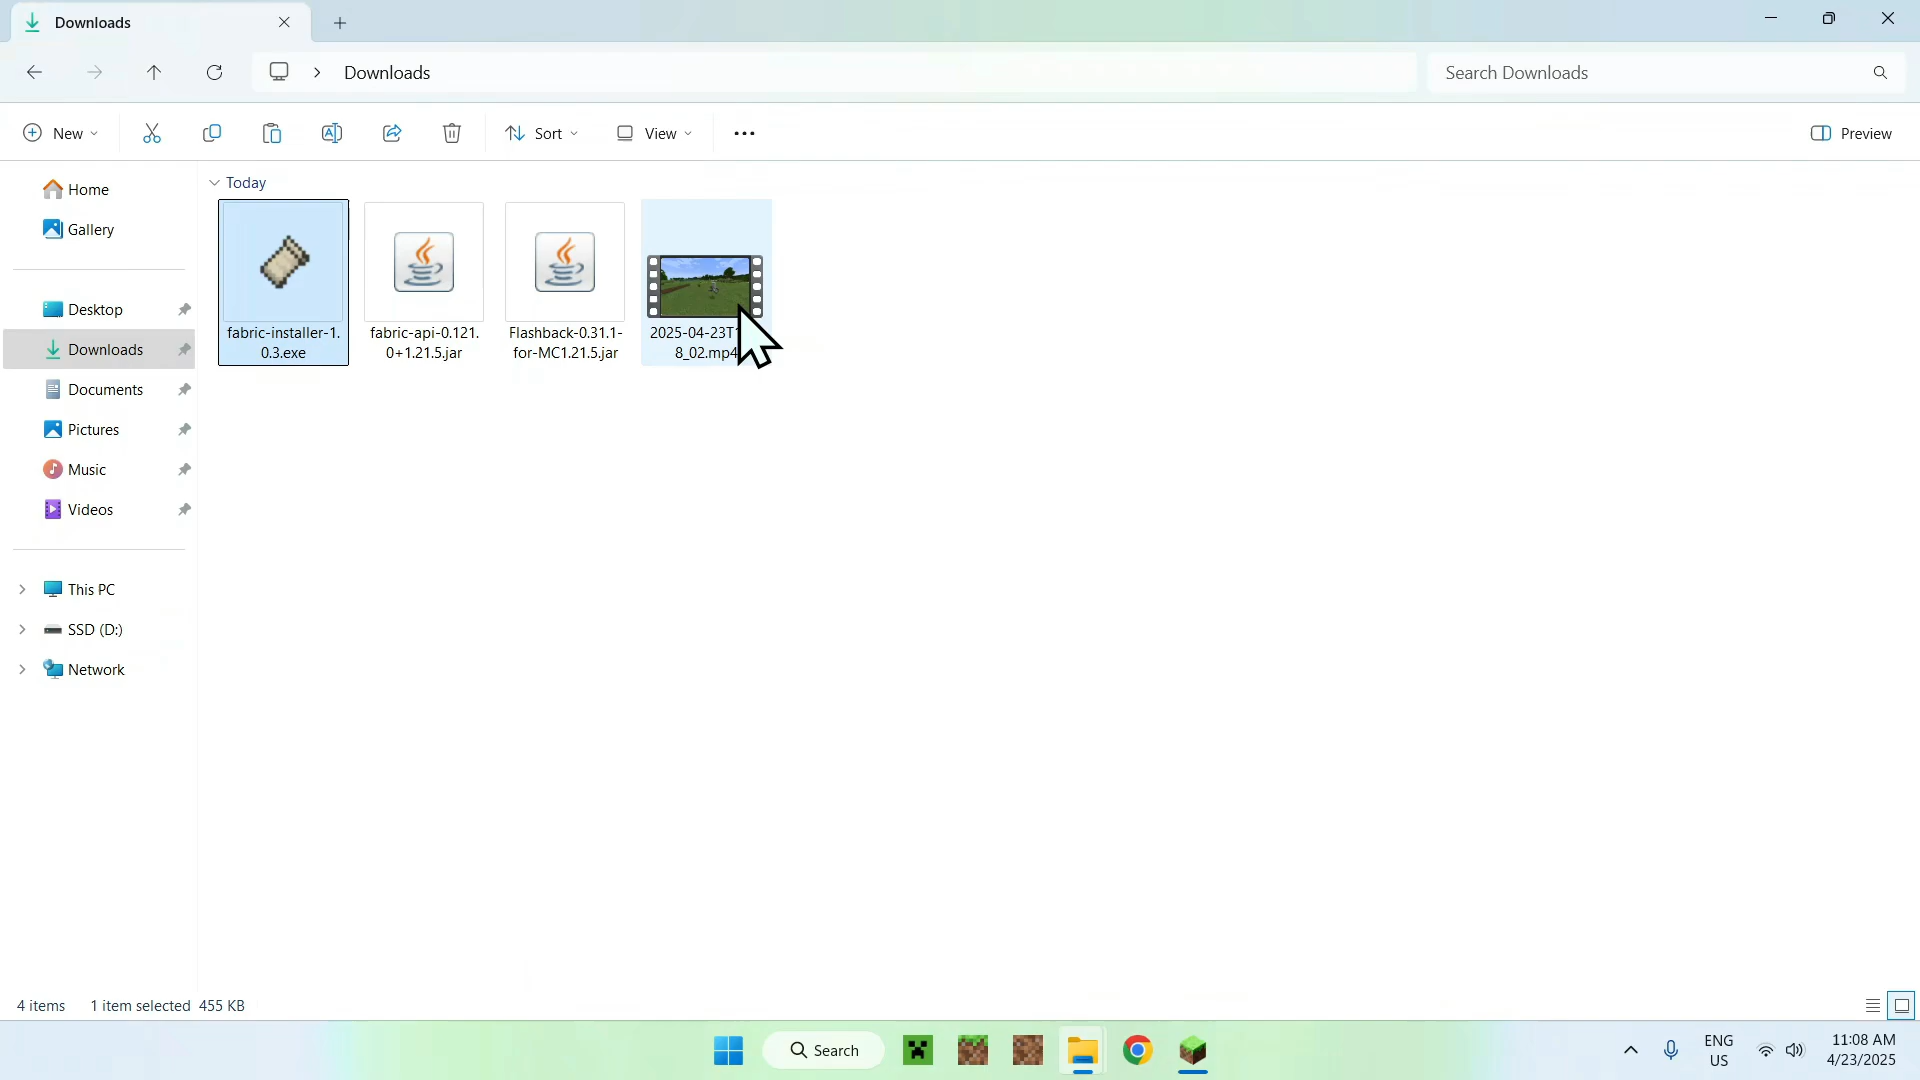 Downloads
Downloads
Search Downloads
New
Sort
View
Preview
Home
Gallery
Desktop
Downloads
Documents
Pictures
Music
Videos
This PC
SSD (D:)
Network
Today
fabric-installer-1.
0.3.exe
fabric-api-0.121.
0+1.21.5.jar
Flashback-0.31.1-
for-MC1.21.5.jar
8_02.mp4
4 items 1 item selected 455 KB
Search
ENG
US
11:08 AM
4/23/2025